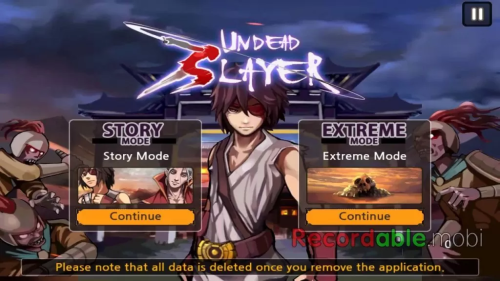 UNDEAD
SLAYER
STORY
MODE
Story Mode
Continue
EXTREME
MODE
Extreme Mode
Continue
Recordable.mobi
Please note that all data is deleted once you remove the application.